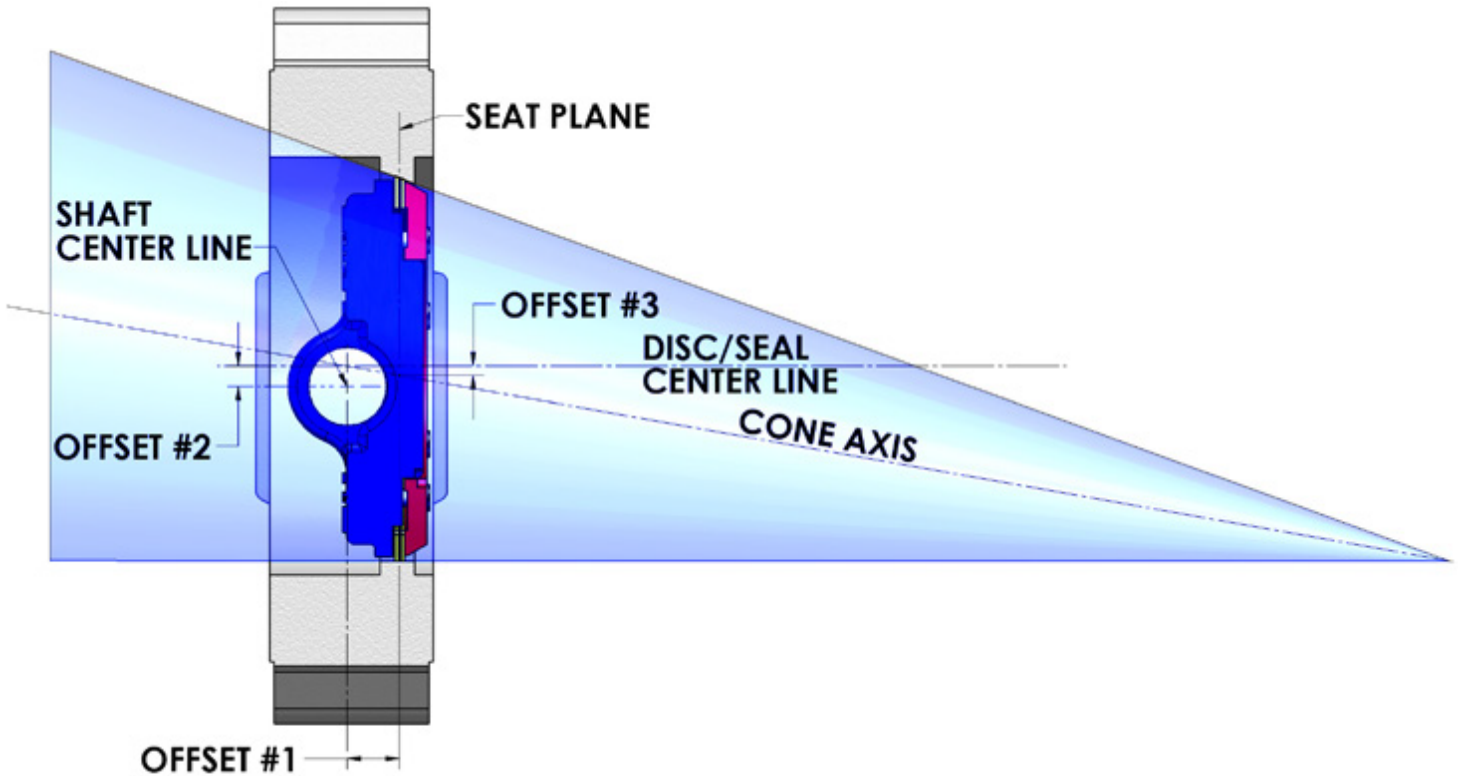 SEAT PLANE
SHAFT
CENTER LINE
OFFSET #3
DISC/SEAL
CENTER LINE
CONE AXIS
OFFSET #2
OFFSET #1